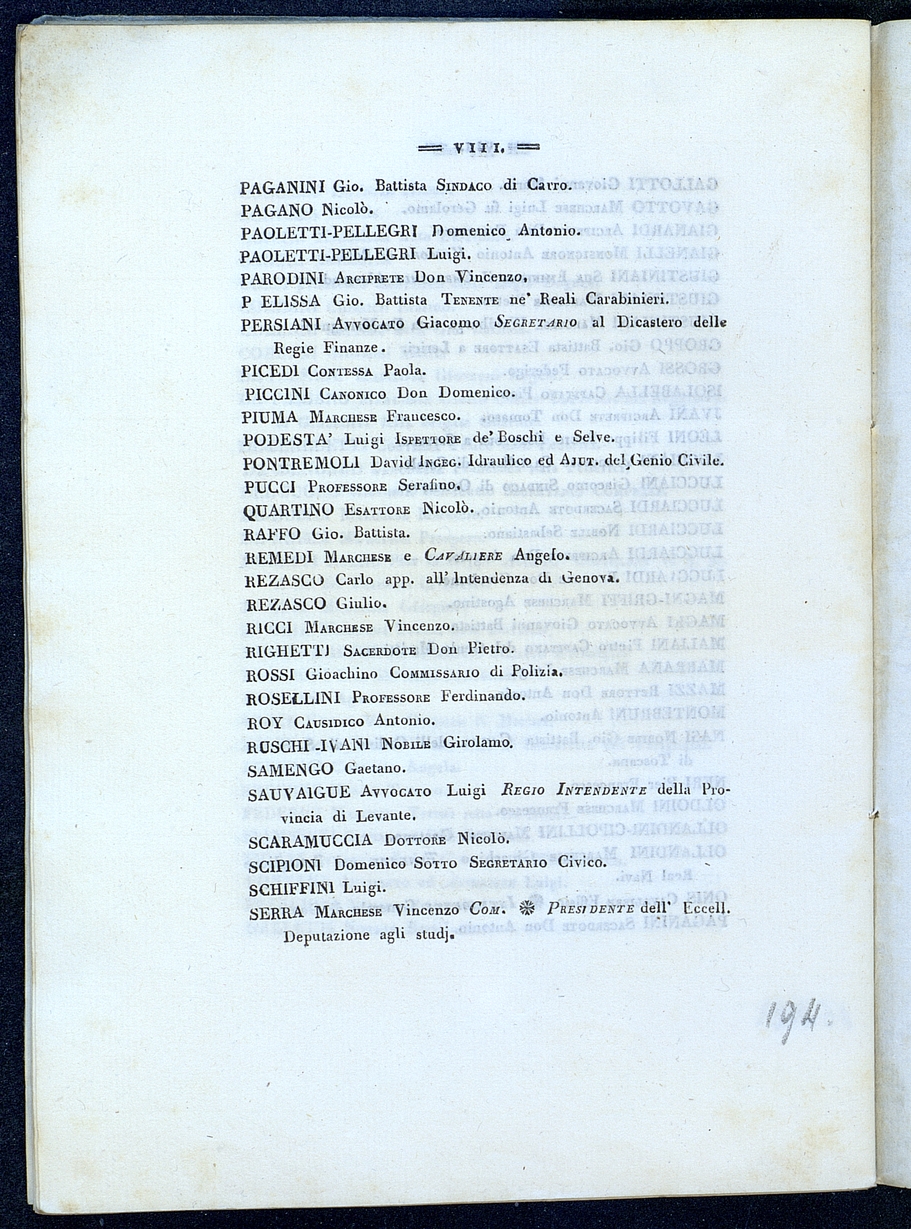 ═ VIII. ═
PAGANINI Gio. Battista SINDACO di Carro.
PAGANO Nicolò.
PAOLETTI-PELLEGRI Domenico Antonio.
PAOLETTI-PELLEGRI Luigi.
PARODINI ARCIPRETE Don Vincenzo.
P ELISSA Gio. Battista TENENTE ne' Reali Carabinieri.
PERSIANI AVVOCATO Giacomo SEGRETARIO al Dicastero delle
Regie Finanze.
PICEDI CONTESSA Paola.
PICCINI CANONICO Don Domenico.
PIUMA MARCHESE Francesco.
PODESTA' Luigi ISPETTORE de' Boschi e Selve.
PONTREMOLI David INGEG. Idraulico ed AJUT. del Genio Civile.
PUCCI PROFESSORE Serafino.
QUARTINO ESATTORE Nicolò.
RAFFO Gio. Battista.
REMEDI MARCHESE e CAVALIERE Angelo.
REZASCO Carlo app. all' Intendenza di Genova.
REZASCO Giulio.
RICCI MARCHESE Vincenzo.
RIGHETTI SACERDOTE Don Pietro.
ROSSI Gioachino COMMISSARIO di Polizia.
ROSELLINI PROFESSORE Ferdinando.
ROY CAUSIDICO Antonio.
RUSCHI-IVANI NOBILE Girolamo.
SAMENGO Gaetano.
SAUVAIGUE AVVOCATO Luigi REGIO INTENDENTE della Pro-
vincia di Levante.
SCARAMUCCIA DOTTORE Nicolò.
SCIPIONI Domenico SOTTO SEGRETARIO CIVICO.
SCHIFFINI Luigi.
SERRA MARCHESE Vincenzo COM. ❊ PRESIDENTE dell' Eccell.
Deputazione agli studj.
194.